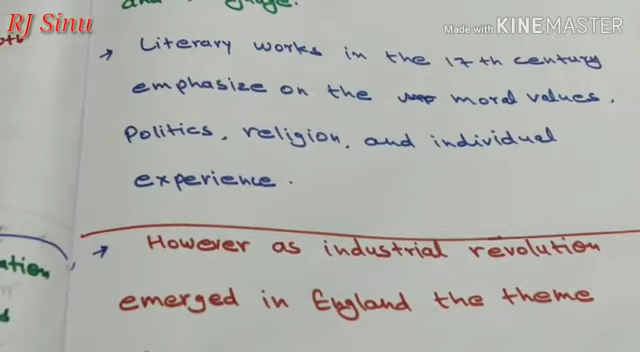 RJ Sinu
Made with KINEMASTER
→ Literary works in the 17th century
emphasize on the moral values,
politics, religion, and individual
experience.
→ However as industrial revolution
emerged in England the theme